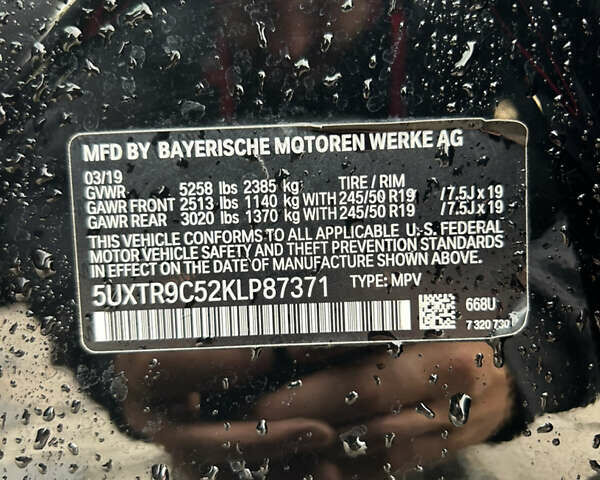 MFD BY BAYERISCHE MOTOREN WERKE AG
03/19
GVWR 5258 lbs 2385 kg TIRE / RIM
GAWR FRONT 2513 lbs 1140 kg WITH 245/50 R19 / 7.5J x 19
GAWR REAR 3020 lbs 1370 kg WITH 245/50 R19 / 7.5J x 19
THIS VEHICLE CONFORMS TO ALL APPLICABLE U.S. FEDERAL
MOTOR VEHICLE SAFETY AND THEFT PREVENTION STANDARDS
IN EFFECT ON THE DATE OF MANUFACTURE SHOWN ABOVE.
5UXTR9C52KLP87371 TYPE: MPV
668U
7 320 730